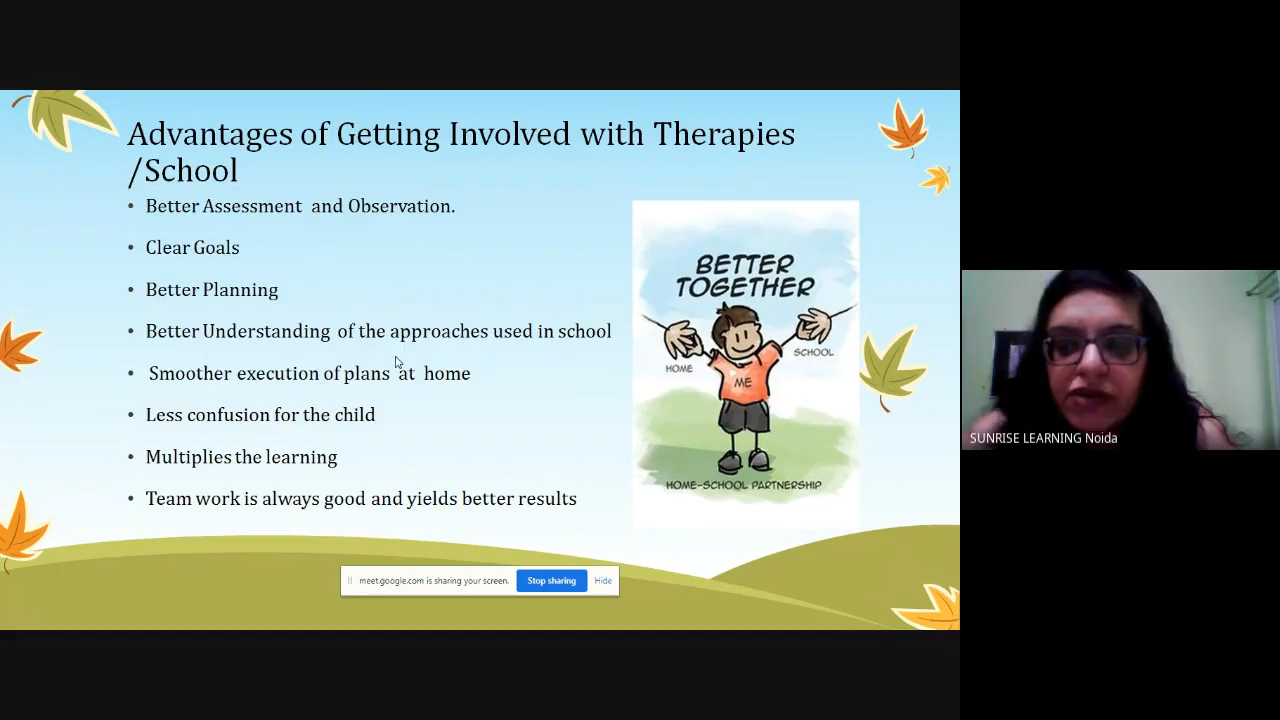 Advantages of Getting Involved with Therapies
/School
• Better Assessment and Observation.
• Clear Goals
• Better Planning
• Better Understanding of the approaches used in school
• Smoother execution of plans at home
• Less confusion for the child
• Multiplies the learning
• Team work is always good and yields better results
BETTER
TOGETHER
HOME
SCHOOL
ME
HOME-SCHOOL PARTNERSHIP
meet.google.com is sharing your screen.
Stop sharing
Hide
SUNRISE LEARNING Noida